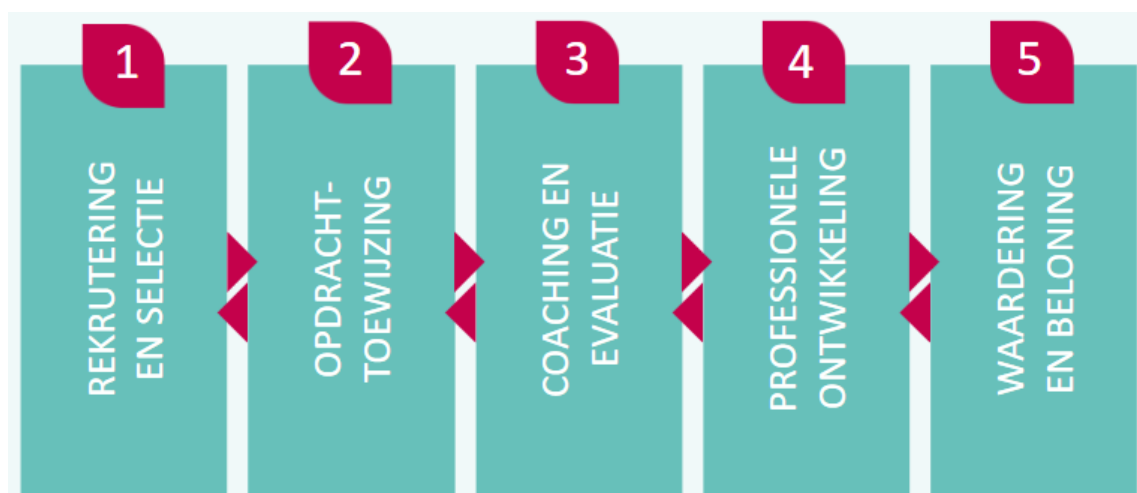 1
REKRUTERING
EN SELECTIE
2
OPDRACHT-
TOEWIJZING
3
COACHING EN
EVALUATIE
4
PROFESSIONELE
ONTWIKKELING
5
WAARDERING
EN BELONING